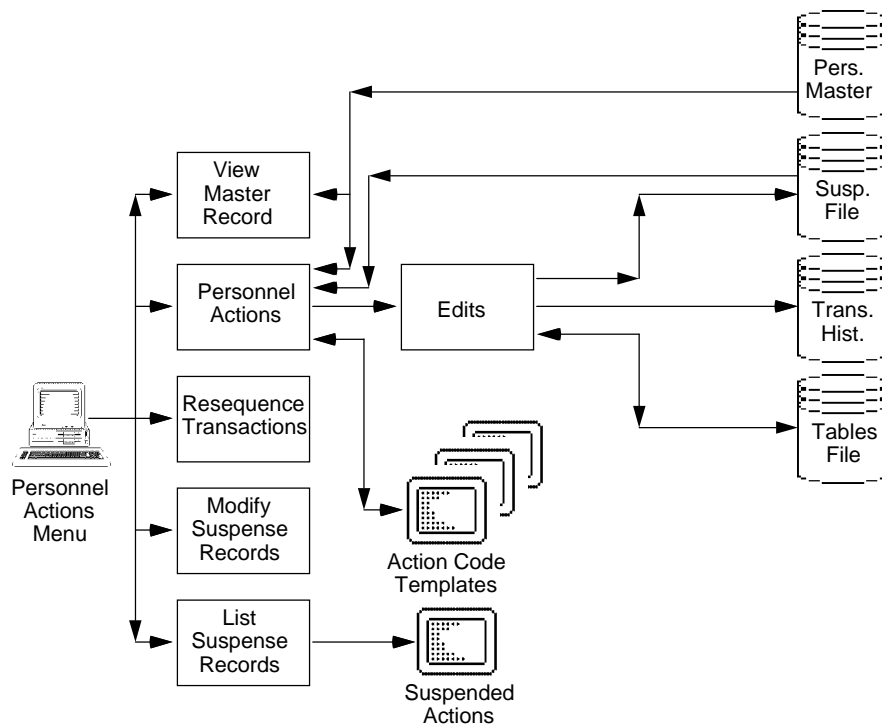 Pers.
Master
View
Master
Record
Susp.
File
Personnel
Actions
Edits
Trans.
Hist.
Resequence
Transactions
Tables
File
Personnel
Actions
Menu
Modify
Suspense
Records
Action Code
Templates
List
Suspense
Records
Suspended
Actions